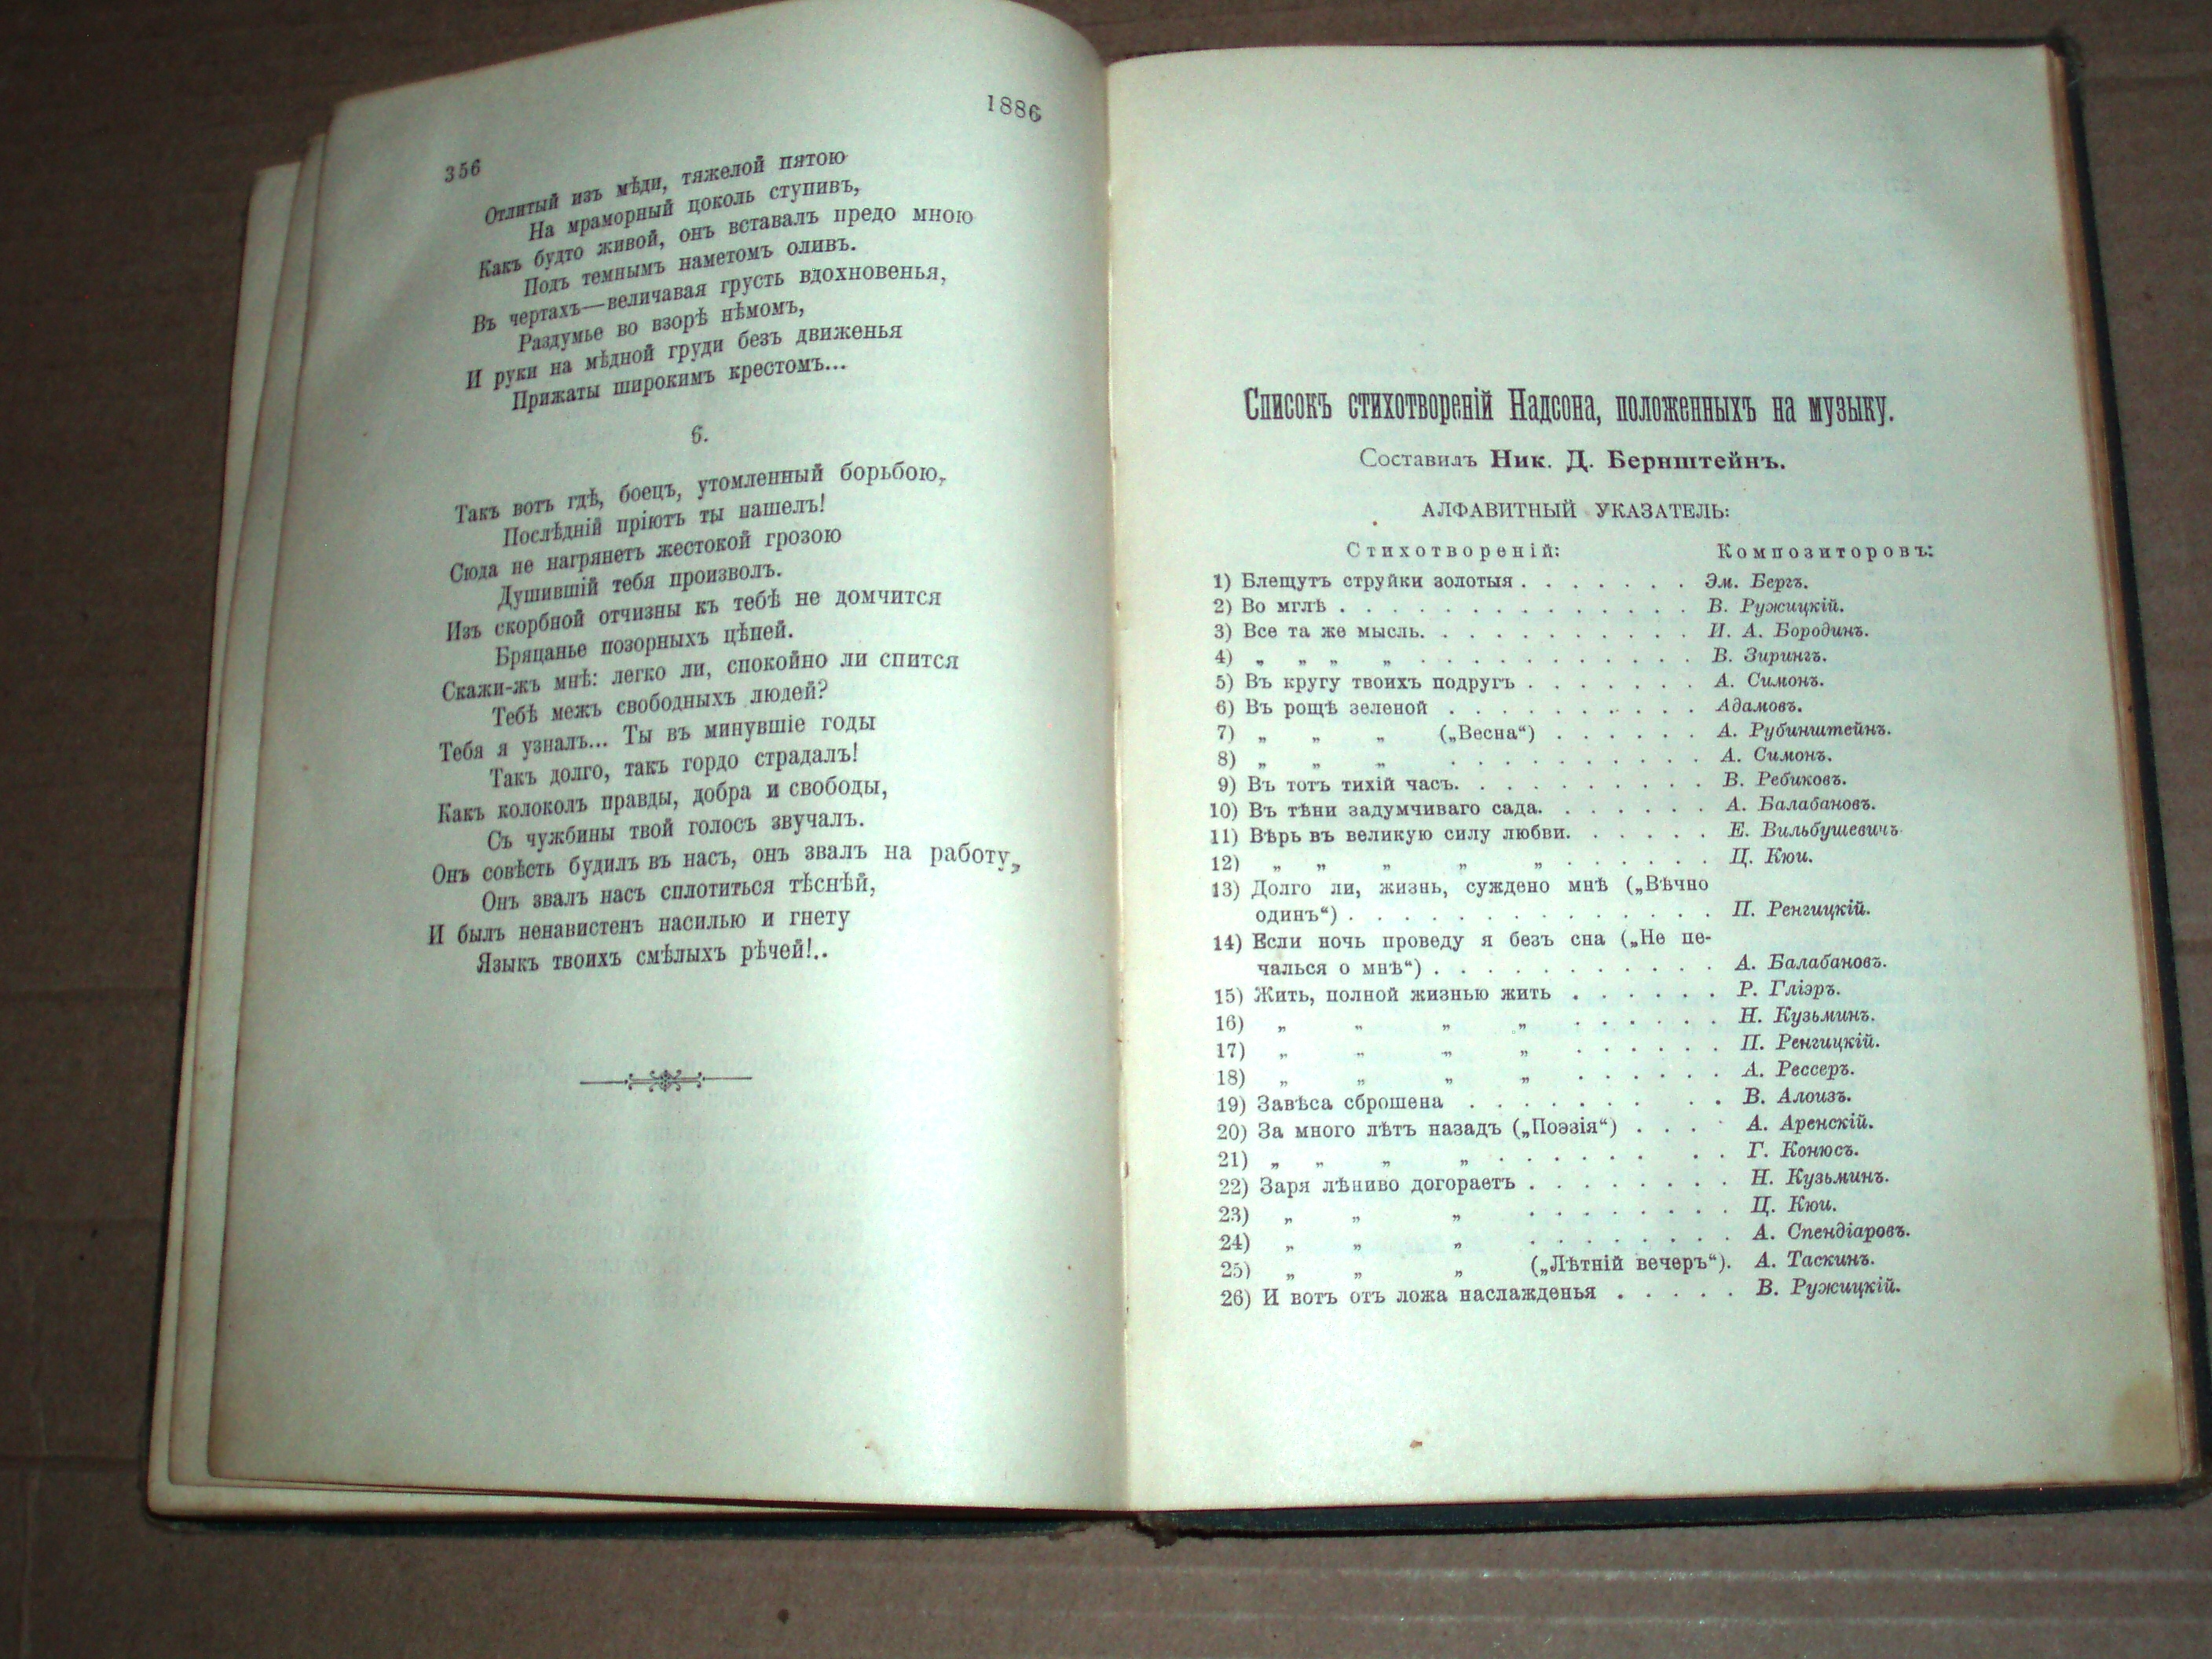 356
1886
Отлитый изъ мѣди, тяжелой пятою
На мраморный цоколь ступивъ,
Какъ будто живой, онъ вставалъ предо мною
Подъ темнымъ наметомъ оливъ.
Въ чертахъ—величавая грусть вдохновенья,
Раздумье во взорѣ нѣмомъ,
И руки на мѣдной груди безъ движенья
Прижаты широкимъ крестомъ...
6.
Такъ вотъ гдѣ, боецъ, утомленный борьбою,
Послѣдній пріютъ ты нашелъ!
Сюда не нагрянетъ жестокой грозою
Душившій тебя произволъ.
Изъ скорбной отчизны къ тебѣ не домчится
Бряцанье позорныхъ цѣпей.
Скажи-жъ мнѣ: легко ли, спокойно ли спится
Тебѣ межъ свободныхъ людей?
Тебя я узналъ... Ты въ минувшіе годы
Такъ долго, такъ гордо страдалъ!
Какъ колоколъ правды, добра и свободы,
Съ чужбины твой голосъ звучалъ.
Онъ совѣсть будилъ въ насъ, онъ звалъ на работу,
Онъ звалъ насъ сплотиться тѣснѣй,
И былъ ненавистенъ насилью и гнету
Языкъ твоихъ смѣлыхъ рѣчей!..
Списокъ стихотвореній Надсона, положенныхъ на музыку.
Составилъ Ник. Д. Бернштейнъ.
АЛФАВИТНЫЙ УКАЗАТЕЛЬ:
Стихотвореній: Композиторовъ:
1) Блещутъ струйки золотыя . . . . . . . Эм. Бергъ.
2) Во мглѣ . . . . . . . . . . . . . . В. Ружицкій.
3) Все та же мысль. . . . . . . . . . . И. А. Бородинъ.
4) „ „ „ „ . . . . . . . . . . . В. Зирингъ.
5) Въ кругу твоихъ подругъ . . . . . . . А. Симонъ.
6) Въ рощѣ зеленой . . . . . . . . . . Адамовъ.
7) „ „ „ („Весна“) . . . . . . А. Рубинштейнъ.
8) „ „ „ . . . . . . . . . . А. Симонъ.
9) Въ тотъ тихій часъ. . . . . . . . . . В. Ребиковъ.
10) Въ тѣни задумчиваго сада. . . . . . . А. Балабановъ.
11) Вѣрь въ великую силу любви. . . . . . Е. Вильбушевичъ
12) „ „ „ „ „ . . . . . . Ц. Кюи.
13) Долго ли, жизнь, суждено мнѣ („Вѣчно
одинъ“) . . . . . . . . . . . . . . П. Ренгицкій.
14) Если ночь проведу я безъ сна („Не пе-
чалься о мнѣ“) . . . . . . . . . . . А. Балабановъ.
15) Жить, полной жизнью жить . . . . . . Р. Гліэръ.
16) „ „ „ „ . . . . . . Н. Кузьминъ.
17) „ „ „ „ . . . . . . П. Ренгицкій.
18) „ „ „ „ . . . . . . А. Рессеръ.
19) Завѣса сброшена . . . . . . . . . В. Алоизъ.
20) За много лѣтъ назадъ („Поэзія“) . . . . А. Аренскій.
21) „ „ „ „ . . . . . . . . Г. Конюсъ.
22) Заря лѣниво догораетъ . . . . . . . . Н. Кузьминъ.
23) „ „ „ . . . . . . . . Ц. Кюи.
24) „ „ „ . . . . . . . . А. Спендіаровъ.
25) „ „ „ („Лѣтній вечеръ“). А. Таскинъ.
26) И вотъ отъ ложа наслажденья . . . . . В. Ружицкій.